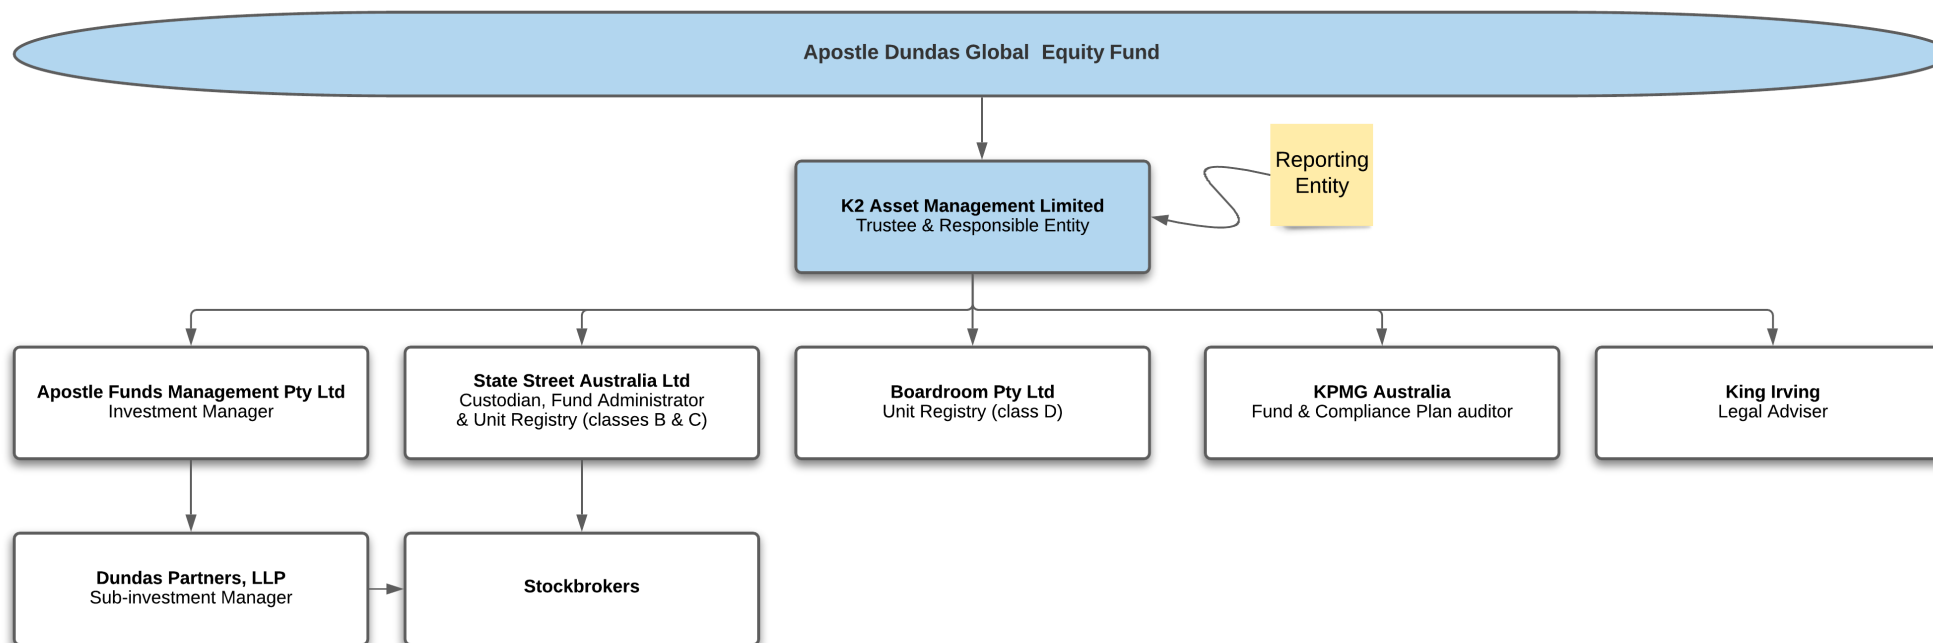 Apostle Dundas Global  Equity Fund
Reporting
Entity
K2 Asset Management Limited
Trustee & Responsible Entity
Apostle Funds Management Pty Ltd
Investment Manager
State Street Australia Ltd
Custodian, Fund Administrator
& Unit Registry (classes B & C)
Boardroom Pty Ltd
Unit Registry (class D)
KPMG Australia
Fund & Compliance Plan auditor
King Irving
Legal Adviser
Dundas Partners, LLP
Sub-investment Manager
Stockbrokers